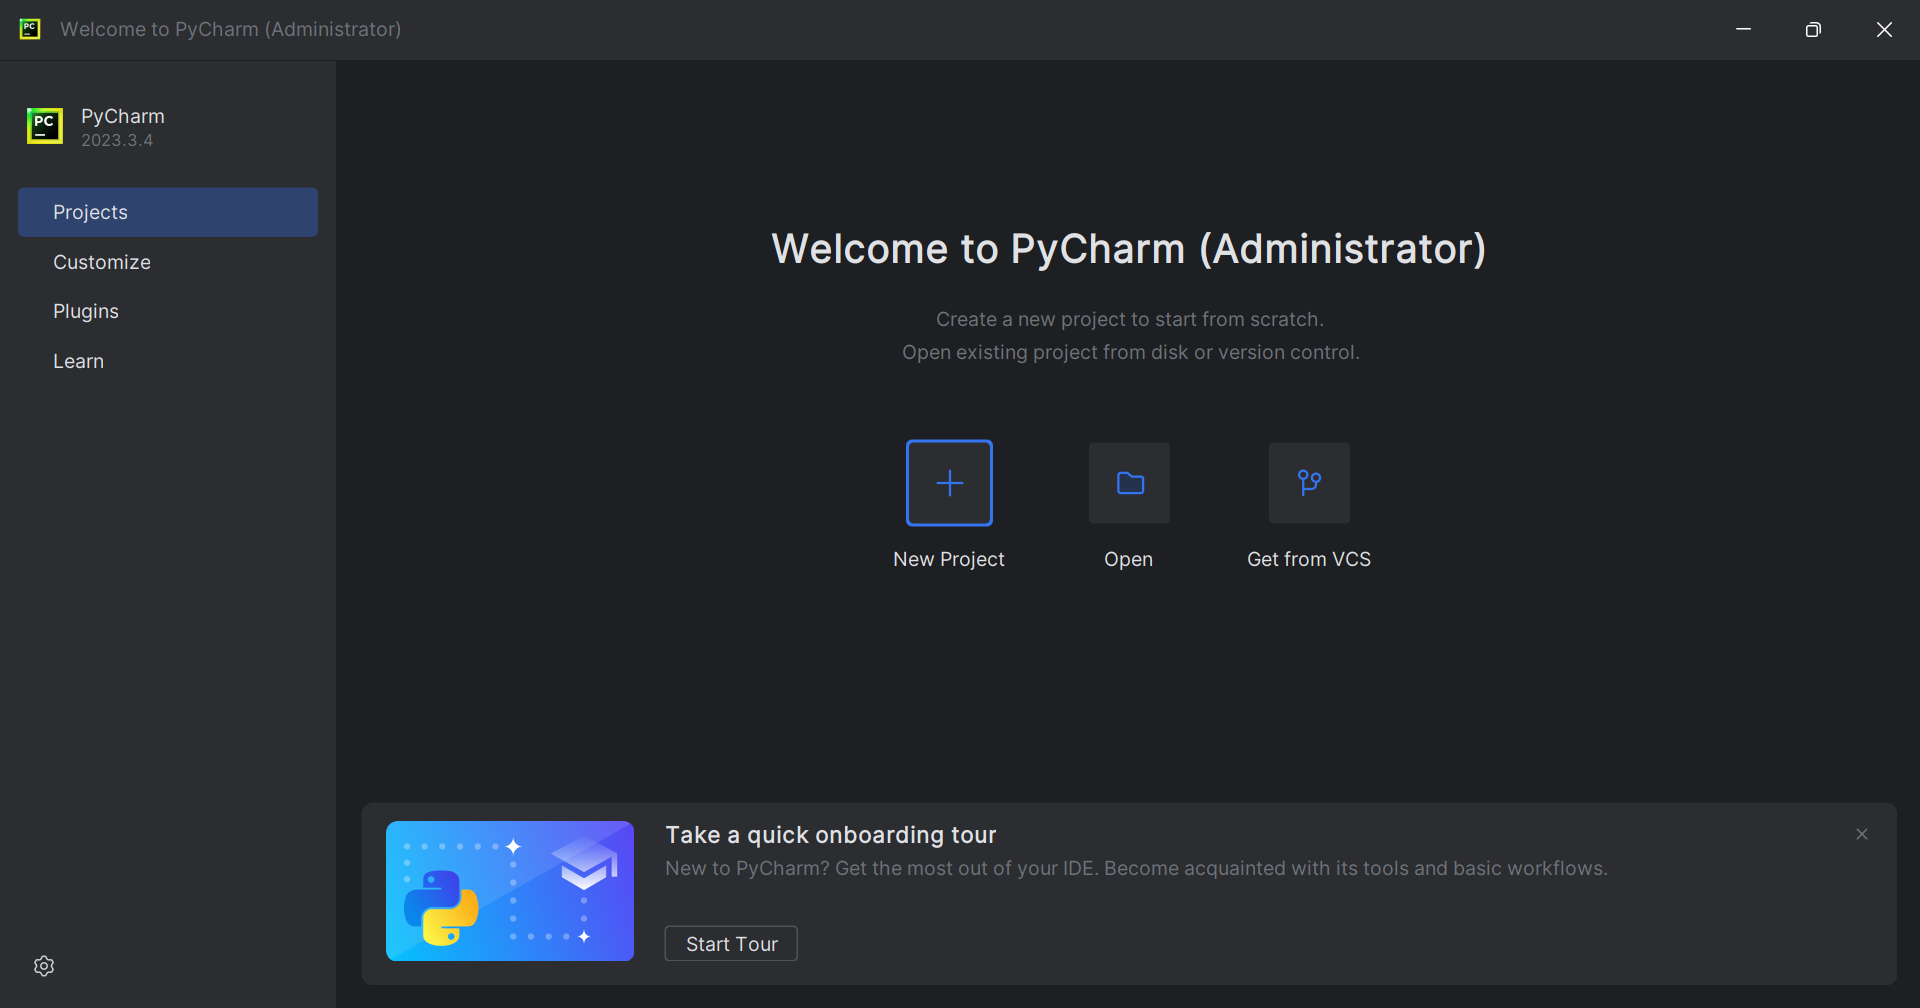 PC
Welcome to PyCharm (Administrator)
PC
PyCharm
2023.3.4
Projects
Customize
Plugins
Learn
Welcome to PyCharm (Administrator)
Create a new project to start from scratch.
Open existing project from disk or version control.
New Project
Open
Get from VCS
Take a quick onboarding tour
New to PyCharm? Get the most out of your IDE. Become acquainted with its tools and basic workflows.
Start Tour